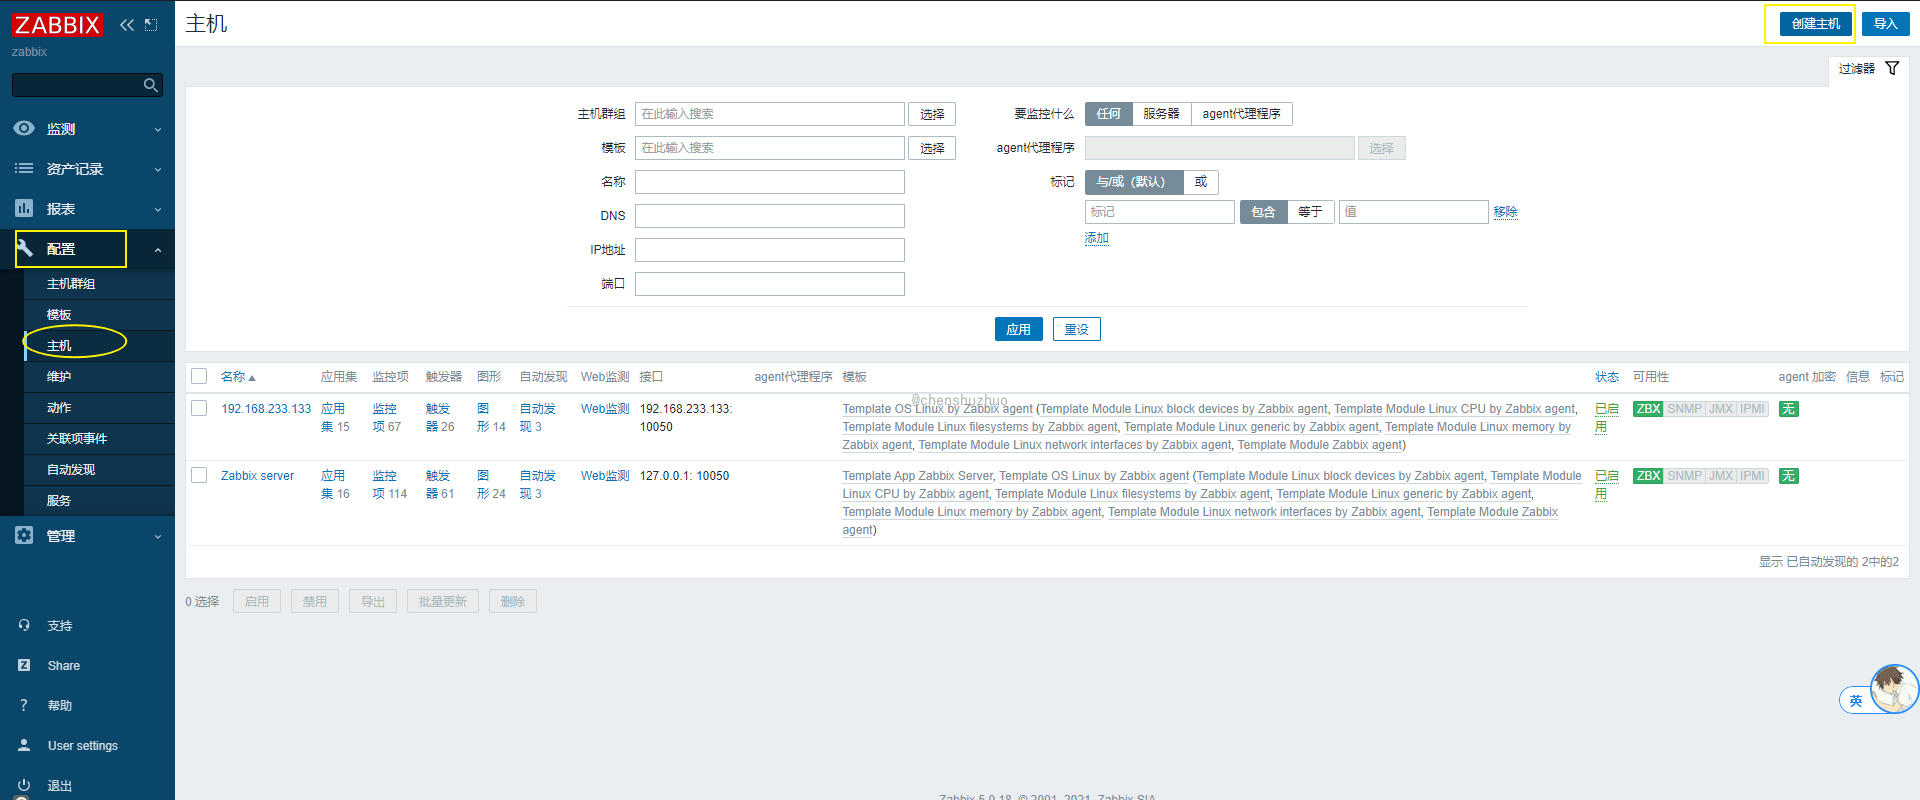 ZABBIX
zabbix
监测
资产记录
报表
配置
主机群组
模板
主机
维护
动作
关联项事件
自动发现
服务
管理
支持
Share
帮助
User settings
退出
主机
创建主机 导入
过滤器
主机群组 在此输入搜索 选择
模板 在此输入搜索 选择
名称
DNS
IP地址
端口
要监控什么 任何 服务器 agent代理程序
agent代理程序 选择
标记 与/或（默认） 或
标记 包含 等于 值 移除
添加
应用 重设
名称 应用集 监控项 触发器 图形 自动发现 Web监测 接口 agent代理程序 模板 状态 可用性 agent 加密 信息 标记
@chenshuzhuo
192.168.233.133 应用 监控 触发 图 自动发 Web监测 192.168.233.133: Template OS Linux by Zabbix agent (Template Module Linux block devices by Zabbix agent, Template Module Linux CPU by Zabbix agent, 已启 ZBX SNMP JMX IPMI 无
集 15 项 67 器 26 形 14 现 3 10050 Template Module Linux filesystems by Zabbix agent, Template Module Linux generic by Zabbix agent, Template Module Linux memory by 用
Zabbix agent, Template Module Linux network interfaces by Zabbix agent, Template Module Zabbix agent)
Zabbix server 应用 监控 触发 图 自动发 Web监测 127.0.0.1: 10050 Template App Zabbix Server, Template OS Linux by Zabbix agent (Template Module Linux block devices by Zabbix agent, Template Module 已启 ZBX SNMP JMX IPMI 无
集 16 项 114 器 61 形 24 现 3 Linux CPU by Zabbix agent, Template Module Linux filesystems by Zabbix agent, Template Module Linux generic by Zabbix agent, 用
Template Module Linux memory by Zabbix agent, Template Module Linux network interfaces by Zabbix agent, Template Module Zabbix
agent)
显示 已自动发现的 2中的2
0 选择 启用 禁用 导出 批量更新 删除
英
Zabbix 5.0.18. © 2001–2021, Zabbix SIA